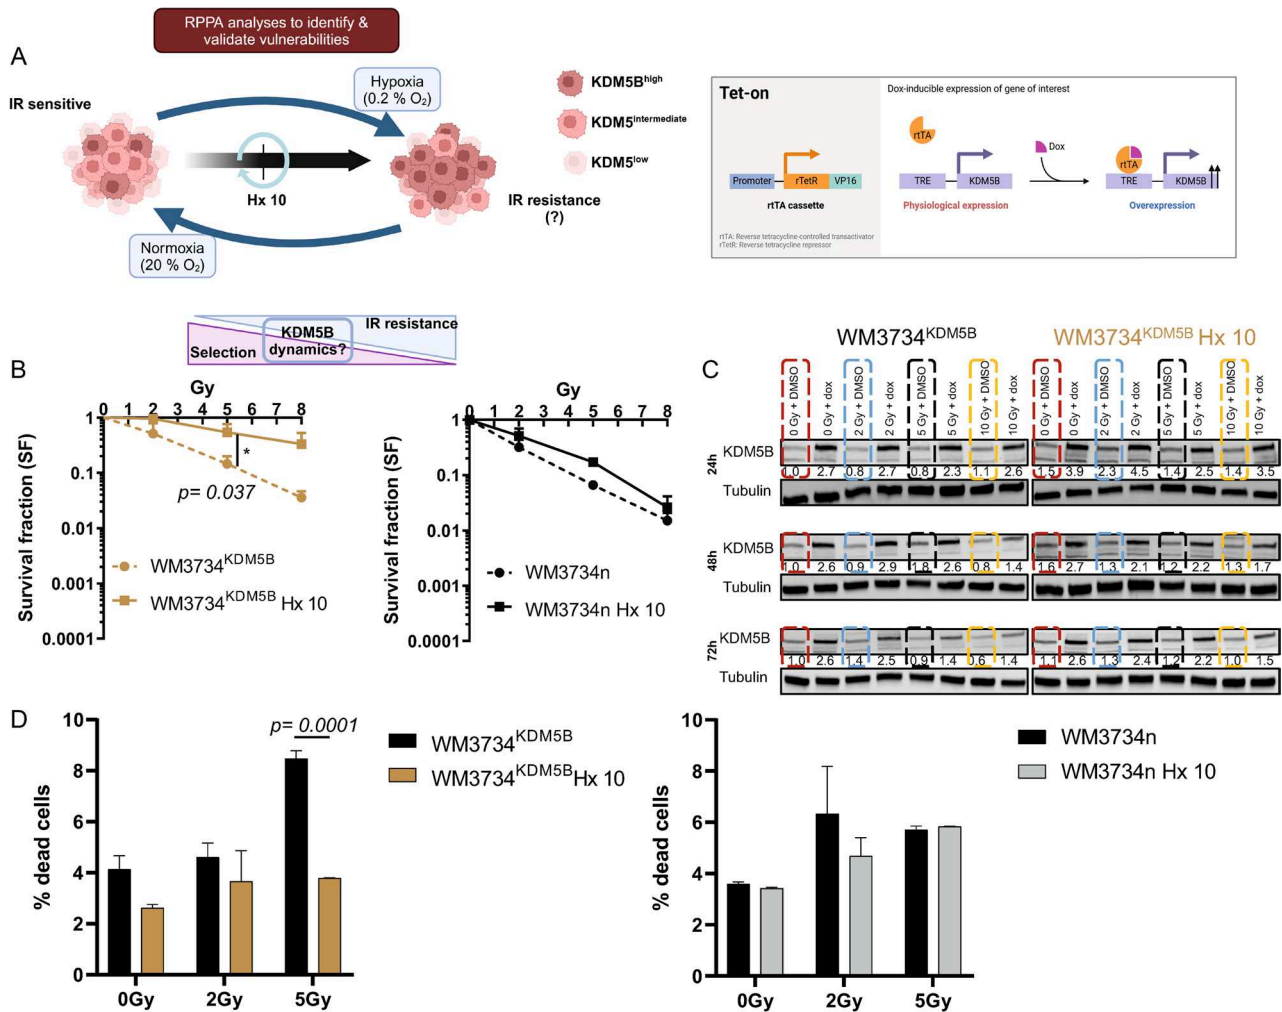 RPPA analyses to identify &
validate vulnerabilities
A
IR sensitive
Hypoxia
(0.2 % O₂)
KDM5Bhigh
KDM5intermediate
KDM5low
Hx 10
IR resistance
(?)
Normoxia
(20 % O₂)
Tet-on
Dox-inducible expression of gene of interest
rtTA
Dox
rtTA
Promoter
rTetR
VP16
TRE
KDM5B
TRE
KDM5B
rtTA cassette
Physiological expression
Overexpression
rtTA: Reverse tetracycline-controlled transactivator
rTetR: Reverse tetracycline repressor
IR resistance
KDM5B
dynamics?
Selection
B
Gy
0 2 4 6 8
1
0.1
0.01
0.001
0.0001
Survival fraction (SF)
*
p= 0.037
WM3734KDM5B
WM3734KDM5B Hx 10
Gy
0 2 4 6 8
1
0.1
0.01
0.001
0.0001
Survival fraction (SF)
WM3734n
WM3734n Hx 10
C
WM3734KDM5B WM3734KDM5B Hx 10
0 Gy + DMSO
0 Gy + dox
2 Gy + DMSO
2 Gy + dox
5 Gy + DMSO
5 Gy + dox
10 Gy + DMSO
10 Gy + dox
0 Gy + DMSO
0 Gy + dox
2 Gy + DMSO
2 Gy + dox
5 Gy + DMSO
5 Gy + dox
10 Gy + DMSO
10 Gy + dox
24h
KDM5B
1.0 2.7 0.8 2.7 0.8 2.3 1.1 2.6 1.5 3.9 2.3 4.5 1.4 2.5 1.4 3.5
Tubulin
48h
KDM5B
1.0 2.6 0.9 2.9 1.8 2.6 0.8 1.4 1.6 2.7 1.3 2.1 1.2 2.2 1.3 1.7
Tubulin
72h
KDM5B
1.0 2.6 1.4 2.5 0.9 1.4 0.6 1.4 1.1 2.6 1.3 2.4 1.2 2.2 1.0 1.5
Tubulin
D
% dead cells
10
8
6
4
2
0
p= 0.0001
0Gy 2Gy 5Gy
WM3734KDM5B
WM3734KDM5B Hx 10
% dead cells
10
8
6
4
2
0
0Gy 2Gy 5Gy
WM3734n
WM3734n Hx 10